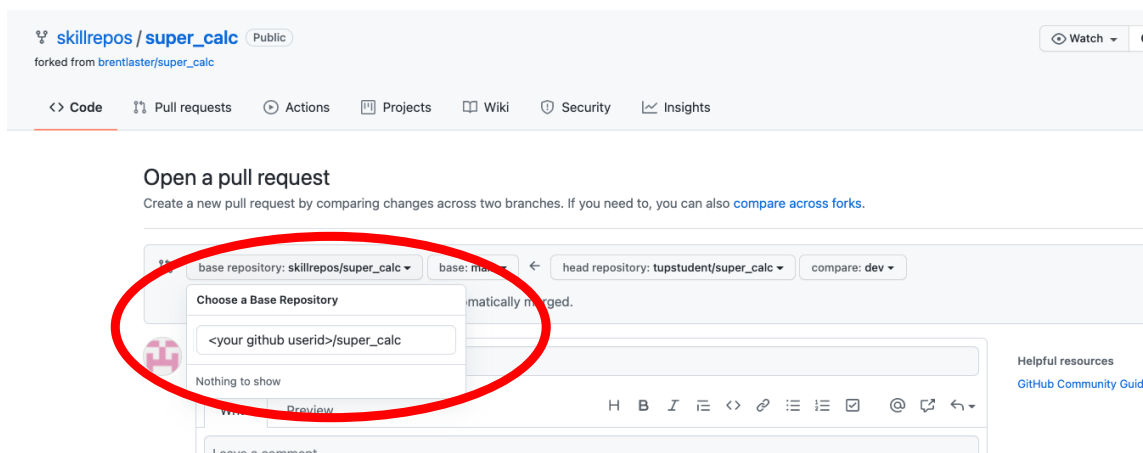 skillrepos / super_calc Public
Watch
forked from brentlaster/super_calc
Code Pull requests Actions Projects Wiki Security Insights
Open a pull request
Create a new pull request by comparing changes across two branches. If you need to, you can also compare across forks.
base repository: skillrepos/super_calc base: head repository: tupstudent/super_calc compare: dev
Choose a Base Repository
omatically merged.
<your github userid>/super_calc
Nothing to show
Helpful resources
GitHub Community Guid
Preview
H B I
Leave a comment